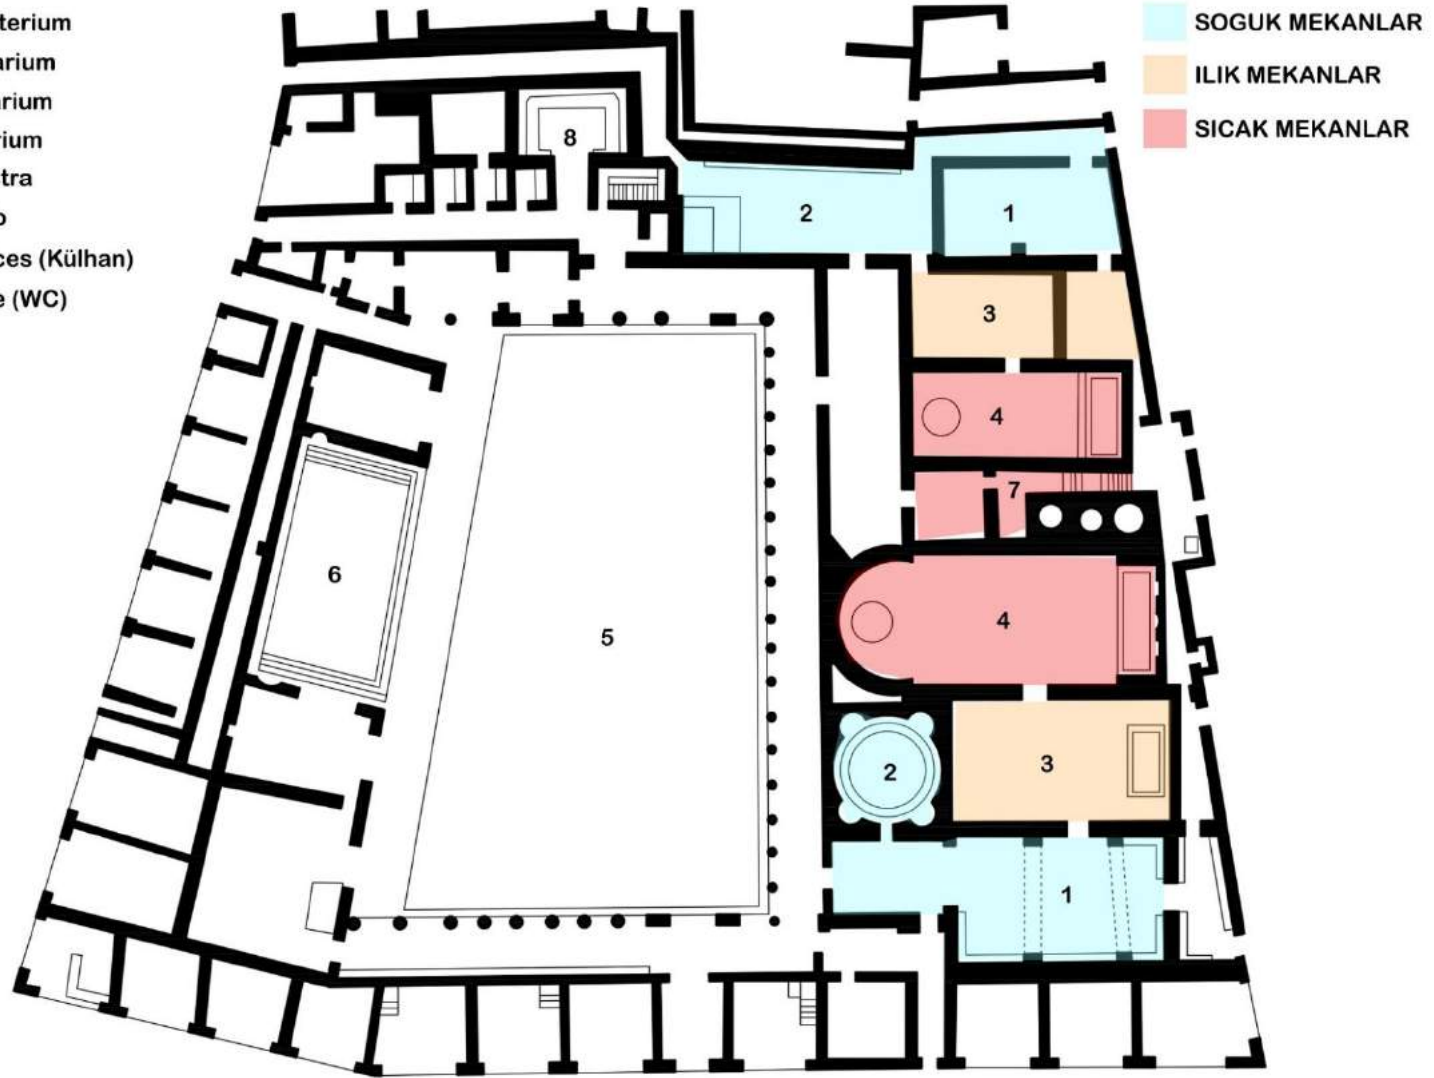 terium
arium
arium
rium
stra
o
ces (Külhan)
e (WC)
SOGUK MEKANLAR
ILIK MEKANLAR
SICAK MEKANLAR
8
2
1
3
4
7
6
4
5
3
2
1